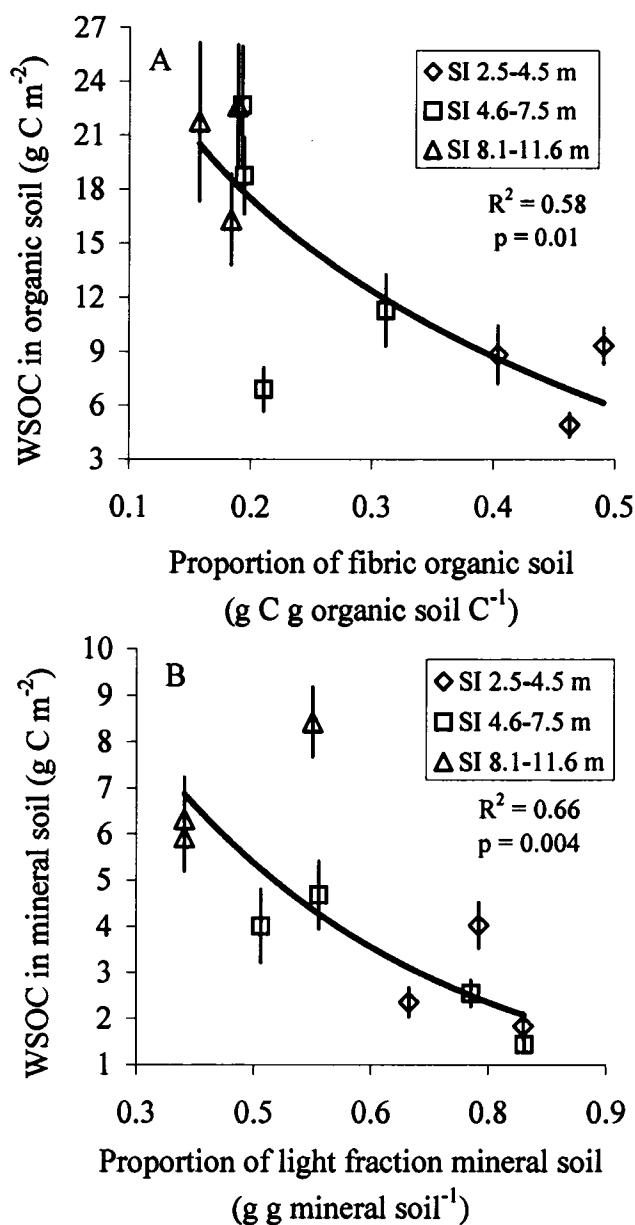 27
24
21
18
15
12
9
6
3
A
◇ SI 2.5-4.5 m
□ SI 4.6-7.5 m
△ SI 8.1-11.6 m
R² = 0.58
p = 0.01
WSOC in organic soil (g C m⁻²)
0.1 0.2 0.3 0.4 0.5
Proportion of fibric organic soil
(g C g organic soil C⁻¹)
10
9
8
7
6
5
4
3
2
1
B
◇ SI 2.5-4.5 m
□ SI 4.6-7.5 m
△ SI 8.1-11.6 m
R² = 0.66
p = 0.004
WSOC in mineral soil (g C m⁻²)
0.3 0.5 0.6 0.8 0.9
Proportion of light fraction mineral soil
(g g mineral soil⁻¹)